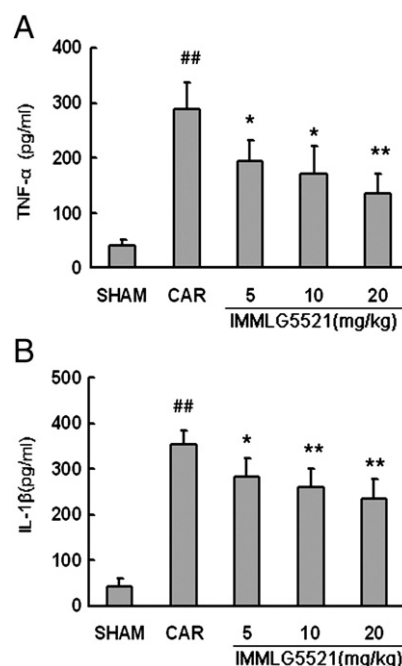 A
400
##
300
TNF-α (pg/ml)
*
*
**
200
100
0
SHAM CAR 5 10 20
IMMLG5521(mg/kg)
B
500
##
400
IL-1β(pg/ml)
*
**
**
300
200
100
0
SHAM CAR 5 10 20
IMMLG5521(mg/kg)